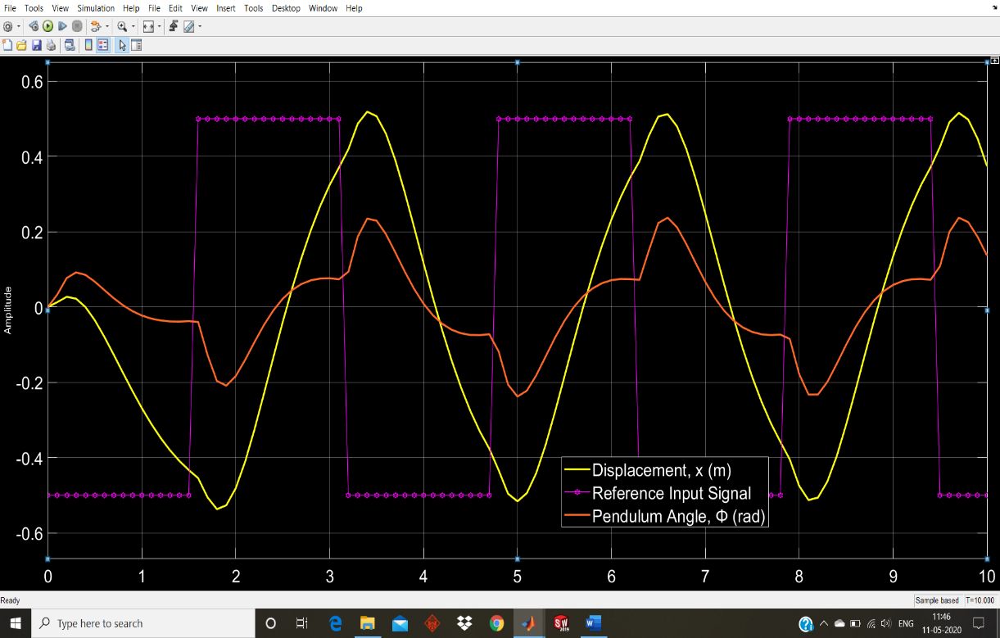 File Tools View Simulation Help File Edit View Insert Tools Desktop Window Help
0.6
0.4
0.2
0
-0.2
-0.4
-0.6
Amplitude
Displacement, x (m)
Reference Input Signal
Pendulum Angle, Φ (rad)
0 1 2 3 4 5 6 7 8 9 10
Ready
Sample based T=10.000
Type here to search
SW
2019
ENG
11:46
11-05-2020